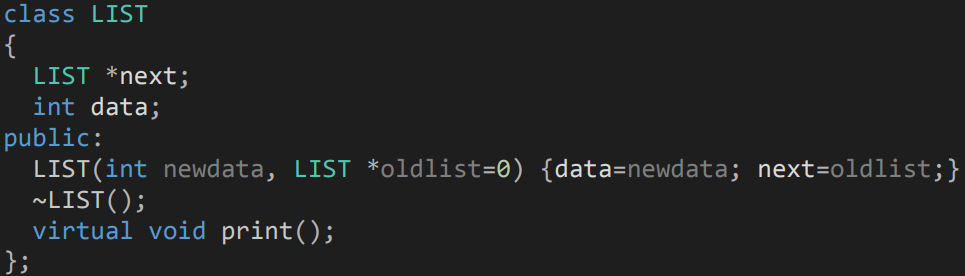 class LIST
{
  LIST *next;
  int data;
public:
  LIST(int newdata, LIST *oldlist=0) {data=newdata; next=oldlist;}
  ~LIST();
  virtual void print();
};